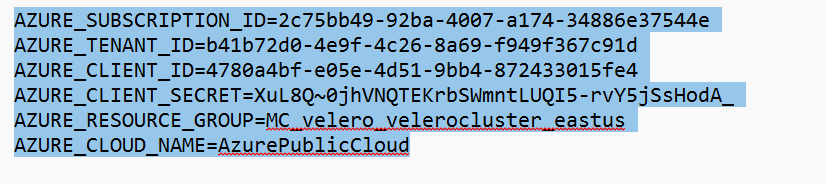 AZURE_SUBSCRIPTION_ID=2c75bb49-92ba-4007-a174-34886e37544e
AZURE_TENANT_ID=b41b72d0-4e9f-4c26-8a69-f949f367c91d
AZURE_CLIENT_ID=4780a4bf-e05e-4d51-9bb4-872433015fe4
AZURE_CLIENT_SECRET=XuL8Q~0jhVNQTEKrbSWmntLUQI5-rvY5jSsHodA_
AZURE_RESOURCE_GROUP=MC_velero_velerocluster_eastus
AZURE_CLOUD_NAME=AzurePublicCloud